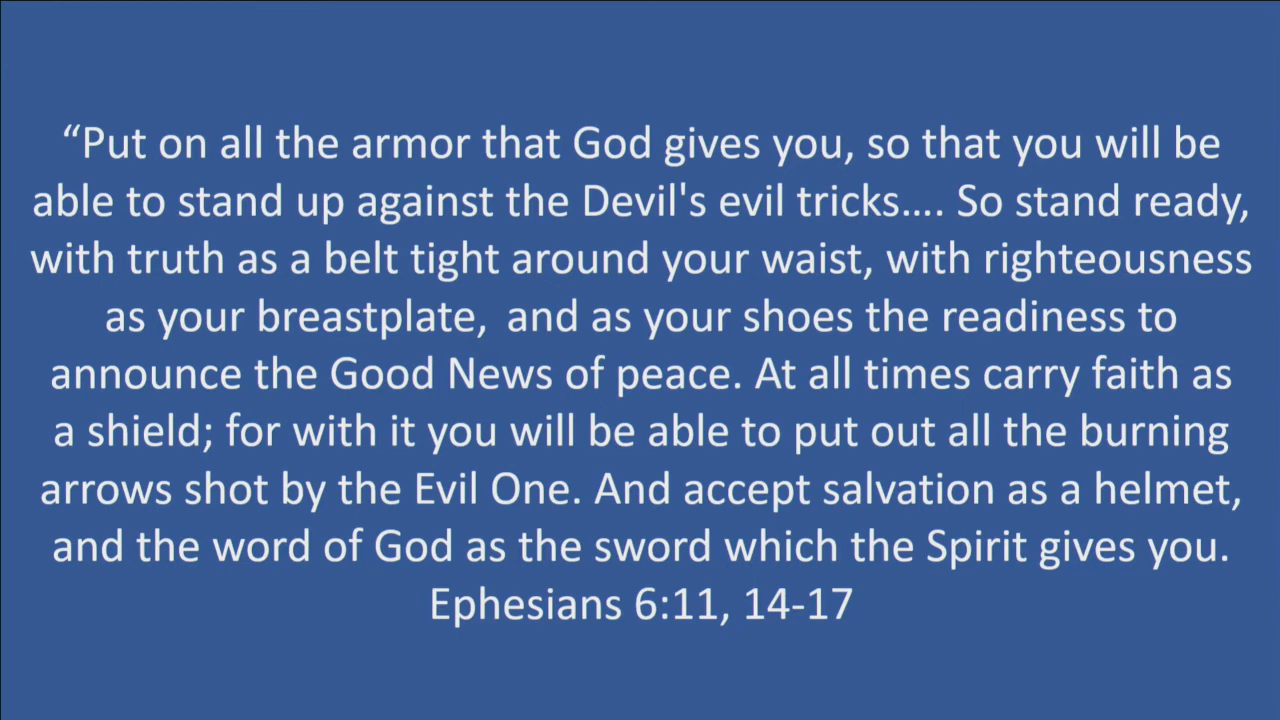 “Put on all the armor that God gives you, so that you will be
able to stand up against the Devil's evil tricks…. So stand ready,
with truth as a belt tight around your waist, with righteousness
as your breastplate,  and as your shoes the readiness to
announce the Good News of peace. At all times carry faith as
a shield; for with it you will be able to put out all the burning
arrows shot by the Evil One. And accept salvation as a helmet,
and the word of God as the sword which the Spirit gives you.
Ephesians 6:11, 14-17